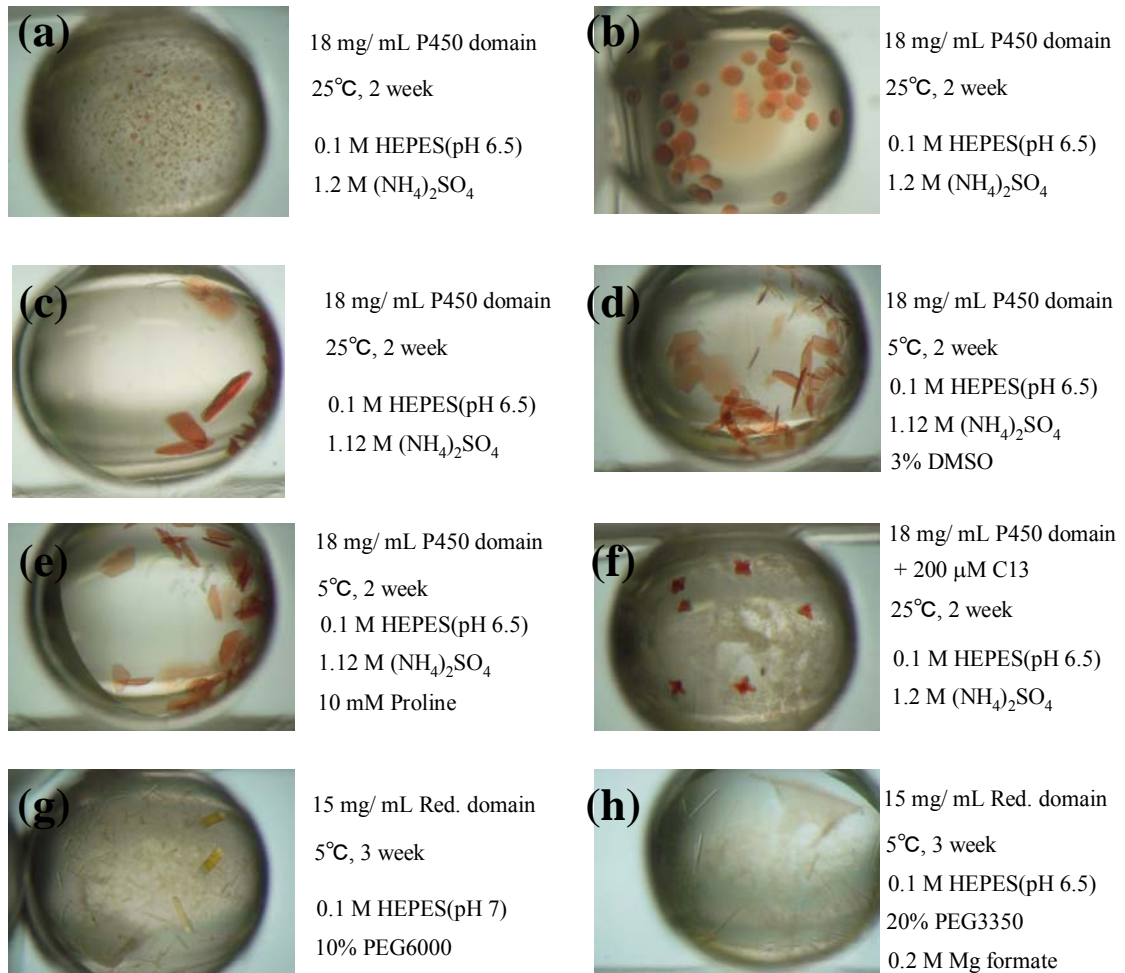 (a)
18 mg/ mL P450 domain
25℃, 2 week
0.1 M HEPES(pH 6.5)
1.2 M (NH₄)₂SO₄
(b)
18 mg/ mL P450 domain
25℃, 2 week
0.1 M HEPES(pH 6.5)
1.2 M (NH₄)₂SO₄
(c)
18 mg/ mL P450 domain
25℃, 2 week
0.1 M HEPES(pH 6.5)
1.12 M (NH₄)₂SO₄
(d)
18 mg/ mL P450 domain
5℃, 2 week
0.1 M HEPES(pH 6.5)
1.12 M (NH₄)₂SO₄
3% DMSO
(e)
18 mg/ mL P450 domain
5℃, 2 week
0.1 M HEPES(pH 6.5)
1.12 M (NH₄)₂SO₄
10 mM Proline
(f)
18 mg/ mL P450 domain
+ 200 μM C13
25℃, 2 week
0.1 M HEPES(pH 6.5)
1.2 M (NH₄)₂SO₄
(g)
15 mg/ mL Red. domain
5℃, 3 week
0.1 M HEPES(pH 7)
10% PEG6000
(h)
15 mg/ mL Red. domain
5℃, 3 week
0.1 M HEPES(pH 6.5)
20% PEG3350
0.2 M Mg formate